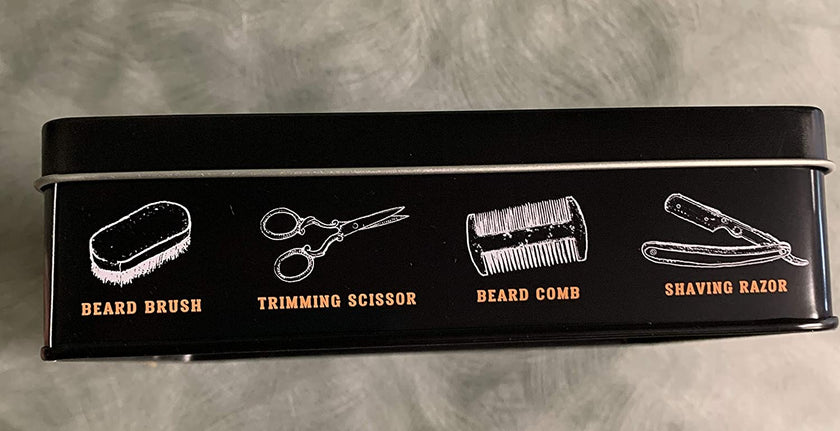 BEARD BRUSH
TRIMMING SCISSOR
BEARD COMB
SHAVING RAZOR